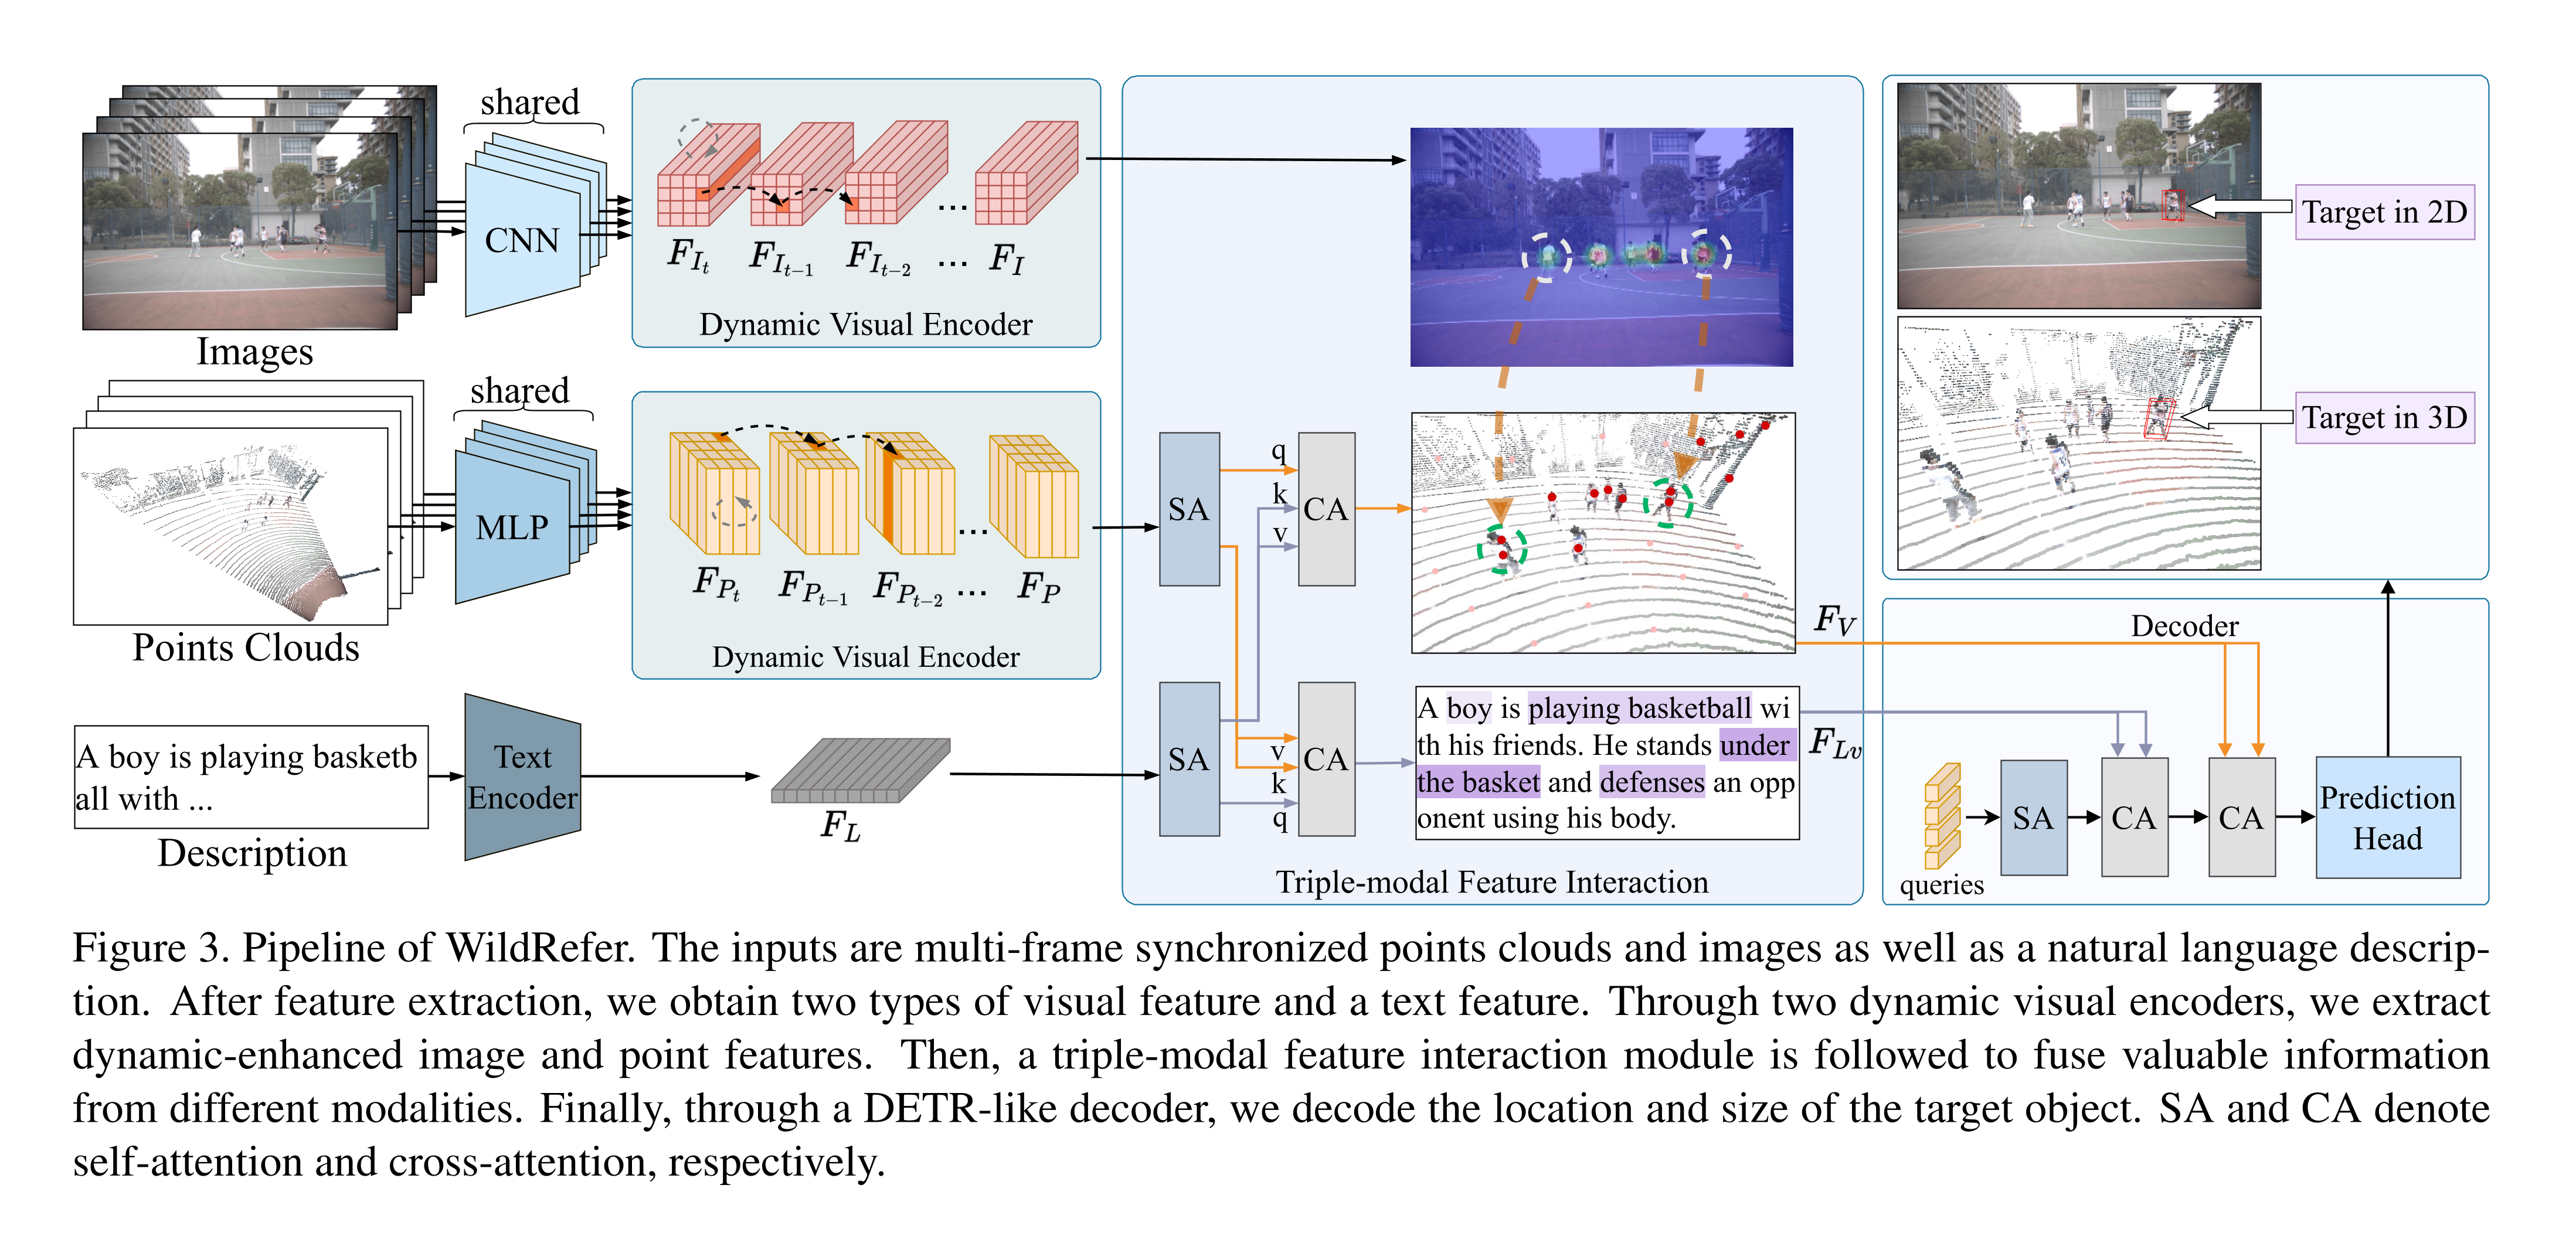 shared
CNN
Images
F_{I_t} F_{I_{t-1}} F_{I_{t-2}} ... F_I
...
Dynamic Visual Encoder
shared
MLP
Points Clouds
...
F_{P_t} F_{P_{t-1}} F_{P_{t-2}} ... F_P
Dynamic Visual Encoder
A boy is playing basketb
all with ...
Description
Text
Encoder
F_L
SA
q
k
v
CA
SA
v
k
q
CA
A boy is playing basketball wi
th his friends. He stands under
the basket and defenses an opp
onent using his body.
Triple-modal Feature Interaction
F_V
F_{Lv}
Target in 2D
Target in 3D
Decoder
queries
SA
CA
CA
Prediction
Head
Figure 3. Pipeline of WildRefer. The inputs are multi-frame synchronized points clouds and images as well as a natural language descrip-
tion. After feature extraction, we obtain two types of visual feature and a text feature. Through two dynamic visual encoders, we extract
dynamic-enhanced image and point features. Then, a triple-modal feature interaction module is followed to fuse valuable information
from different modalities. Finally, through a DETR-like decoder, we decode the location and size of the target object. SA and CA denote
self-attention and cross-attention, respectively.